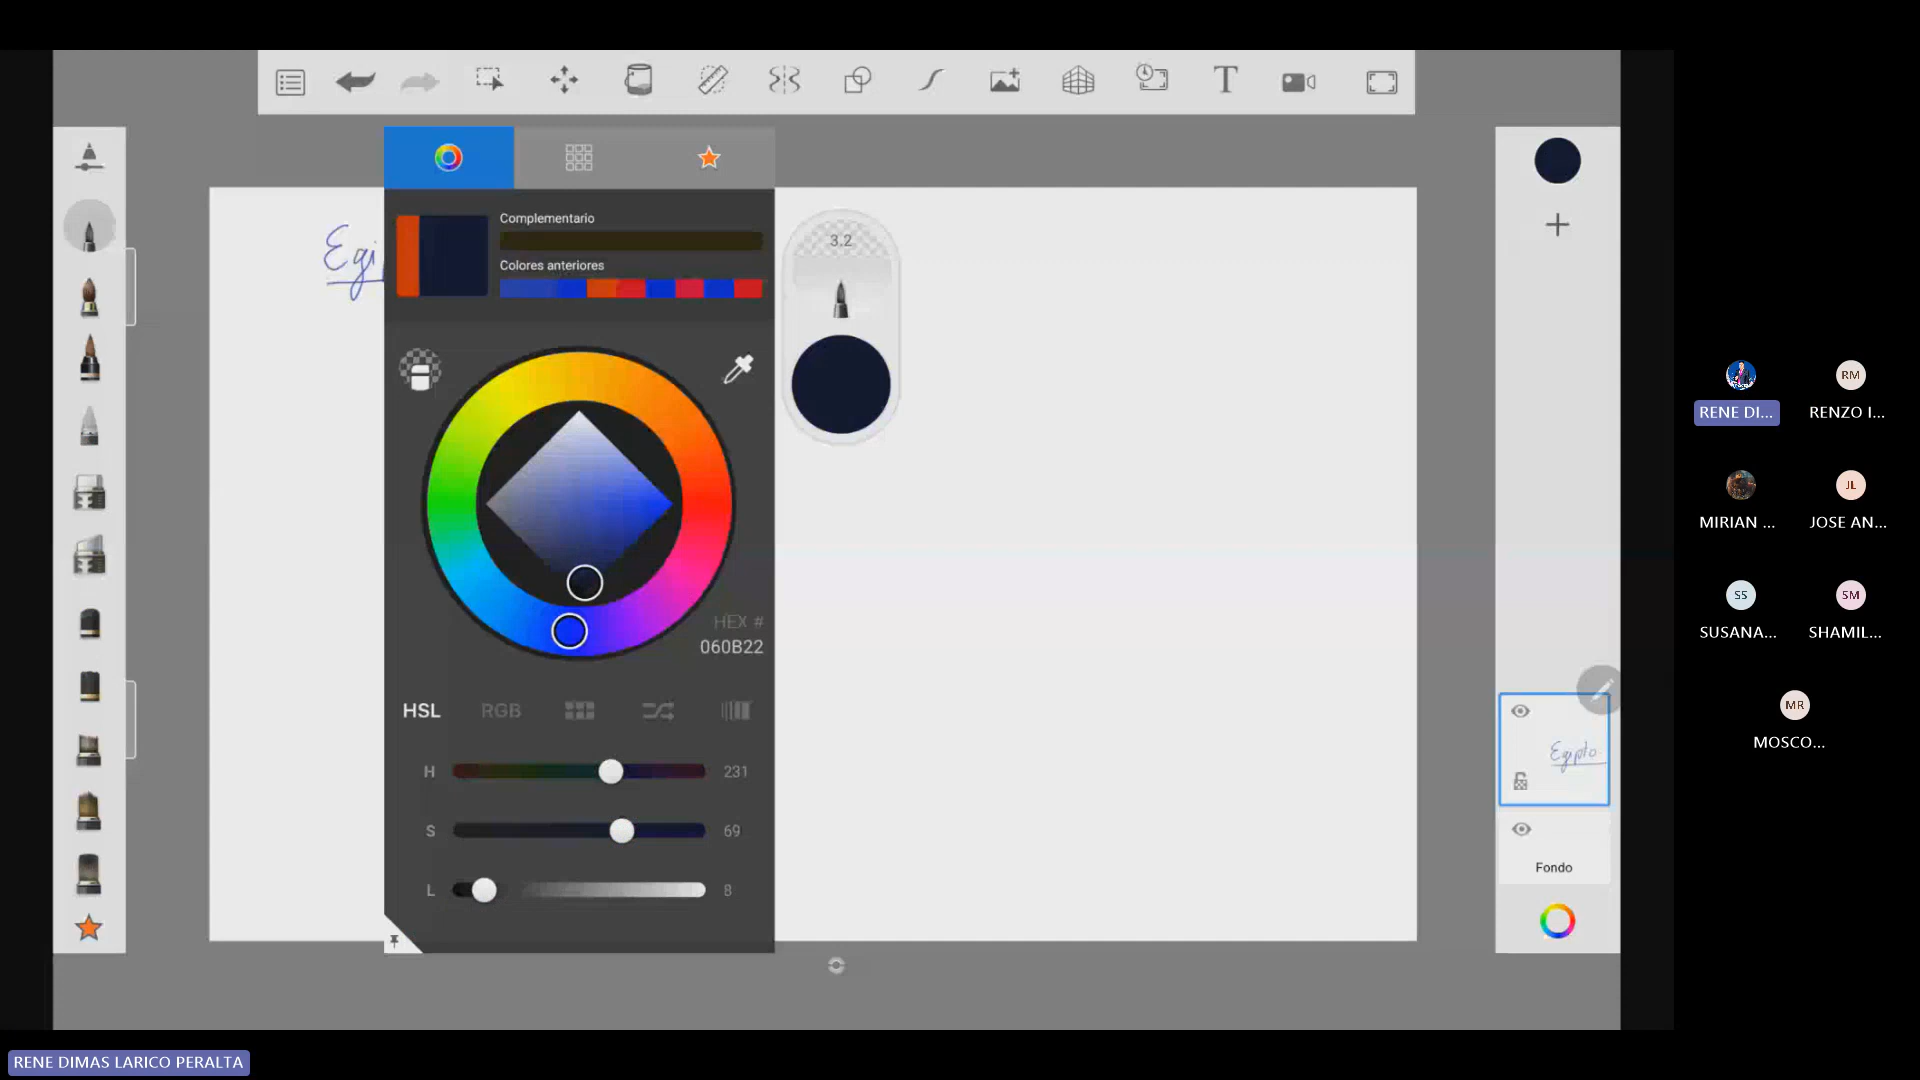 T
Egi
Complementario
Colores anteriores
3.2
HEX #
060B22
HSL RGB
H 231
S 69
L 8
Egipto
Fondo
RENE DI... RM RENZO I...
MIRIAN ... JL JOSE AN...
SS SUSANA... SM SHAMIL...
MR MOSCO...
RENE DIMAS LARICO PERALTA